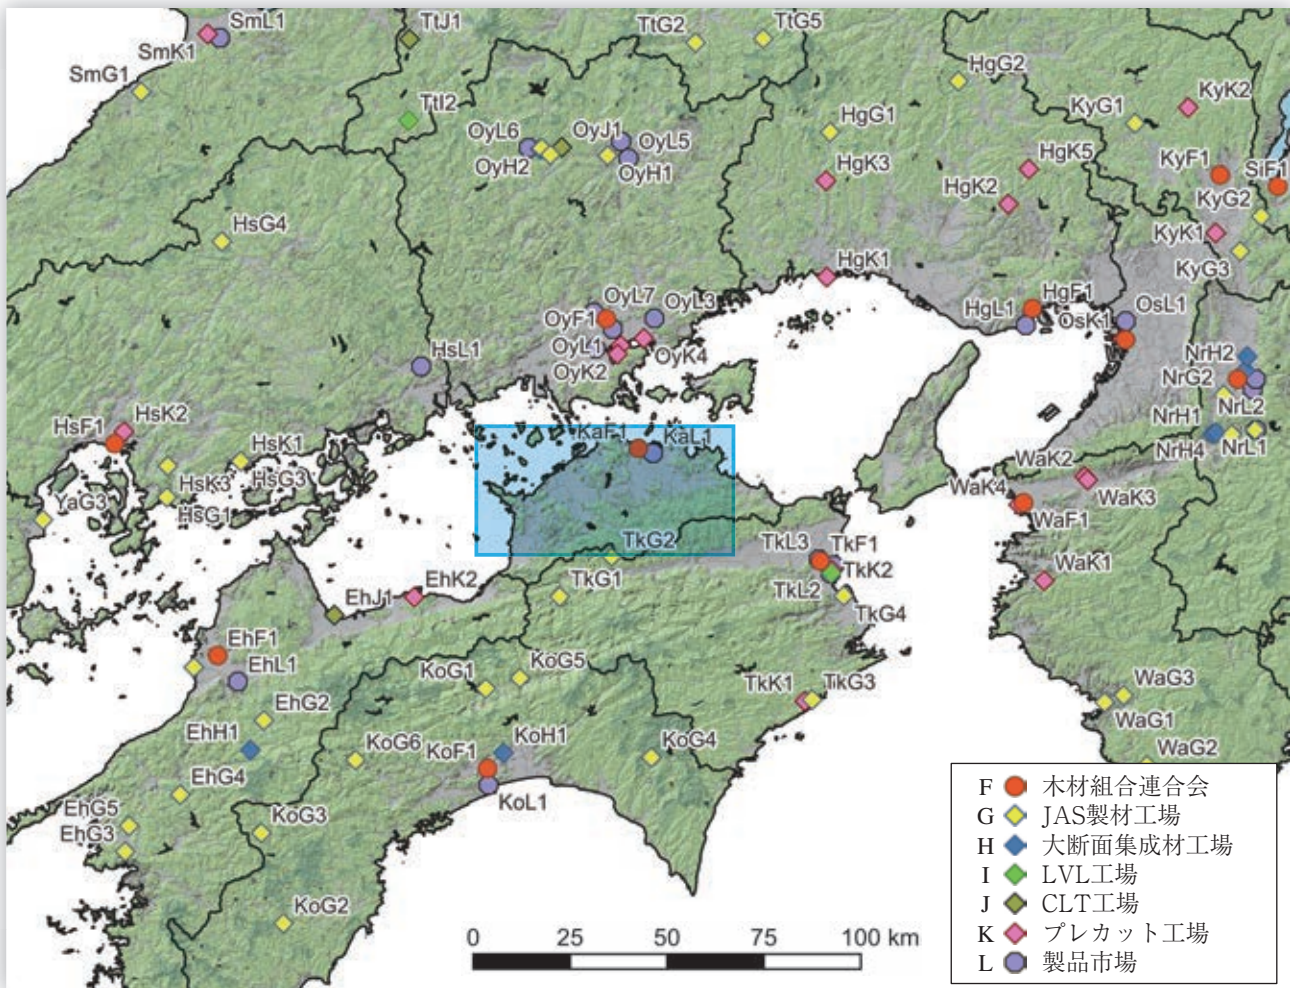 SmL1
SmK1
SmG1
TtJ1
TtG2
TtG5
TtI2
HgG2
HgG1
HgK3
HgK5
HgK2
KyK2
KyG1
KyF1
SiF1
KyG2
KyK1
KyG3
OyL6
OyJ1
OyL5
OyH2
OyH1
HsG4
HgK1
OyL7
OyL3
OyF1
OyL1
OyK4
OyK2
HgF1
HgL1
OsK1
OsL1
NrH2
NrG2
NrL2
NrH1
NrL1
NrH4
HsL1
HsK2
HsF1
HsK1
HsG3
HsK3
HsG1
YaG3
KaF1
KaL1
WaK2
WaK4
WaK3
WaF1
WaK1
TkG2
TkL3
TkF1
TkK2
TkG1
TkL2
TkG4
EhK2
EhJ1
EhF1
EhL1
KoG1
KoG5
TkK1
TkG3
EhG2
EhH1
KoG6
KoF1
KoH1
KoG4
KoL1
EhG4
EhG5
EhG3
KoG3
KoG2
WaG3
WaG1
WaG2
0 25 50 75 100 km
F 木材組合連合会
G JAS製材工場
H 大断面集成材工場
I LVL工場
J CLT工場
K プレカット工場
L 製品市場